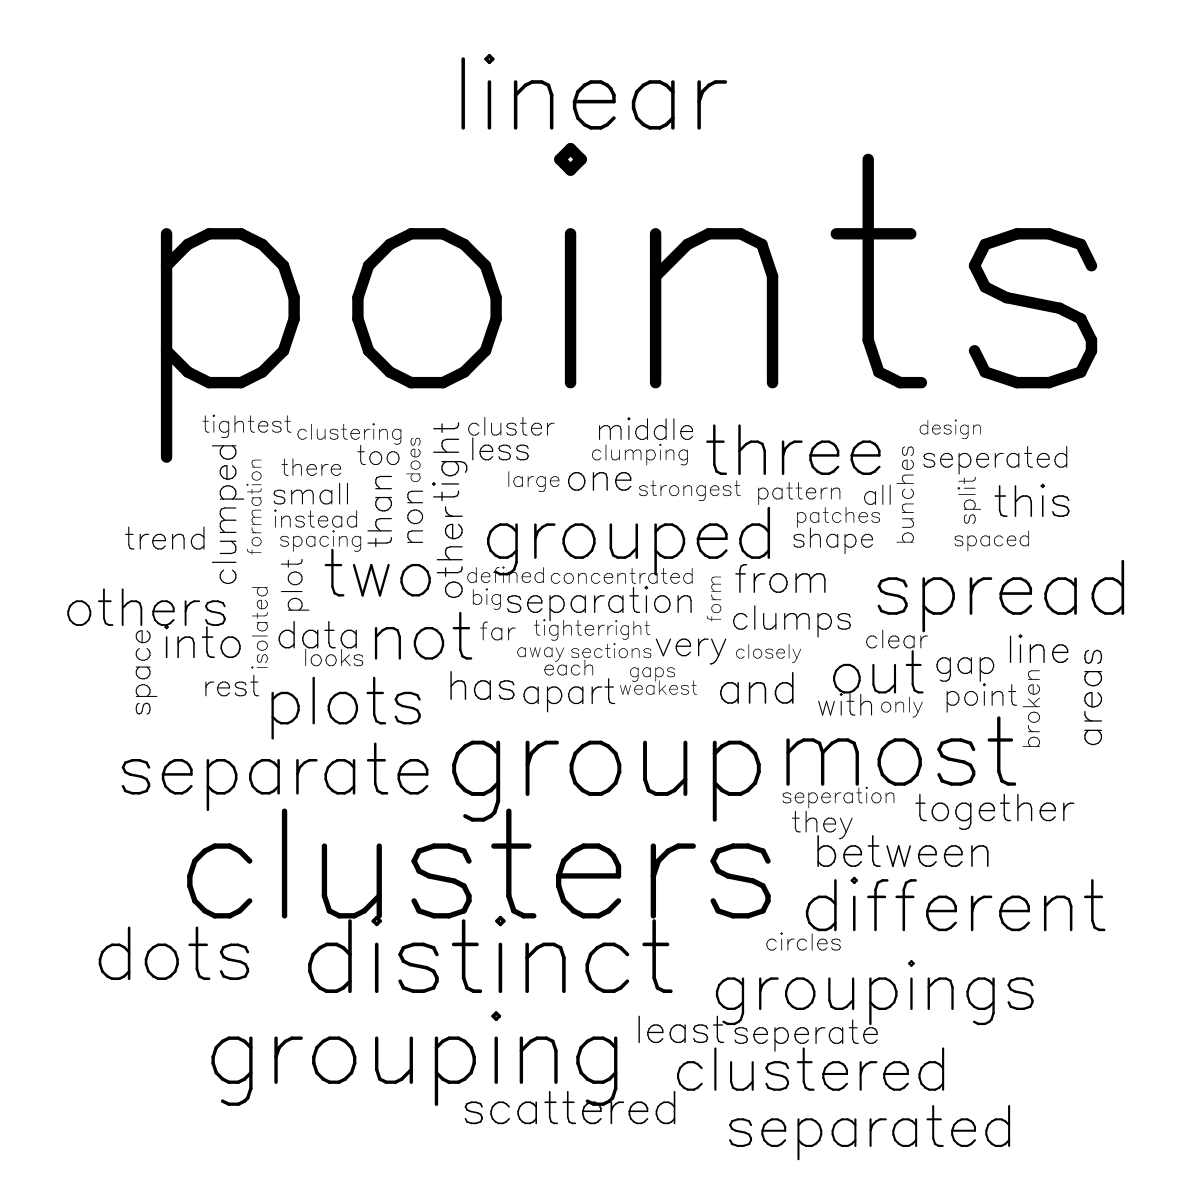 linear
points
tightest
clustering
cluster
middle
design
too
does
less
clumping
three
seperated
clumped
formation
there
othertight
large
one
strongest
pattern
all
bunches
split
this
small
than
non
patches
instead
grouped
shape
spaced
trend
spacing
plot
two
defined
concentrated
form
from
spread
others
isolated
big
separation
clumps
space
into
data
not
far
tighterright
very
closely
clear
line
looks
away
sections
each
gaps
weakest
out
gap
areas
rest
plots
has
apart
and
with
only
point
broken
separate
group
most
seperation
together
clusters
they
between
different
dots
distinct
circles
groupings
grouping
least
seperate
clustered
scattered
separated